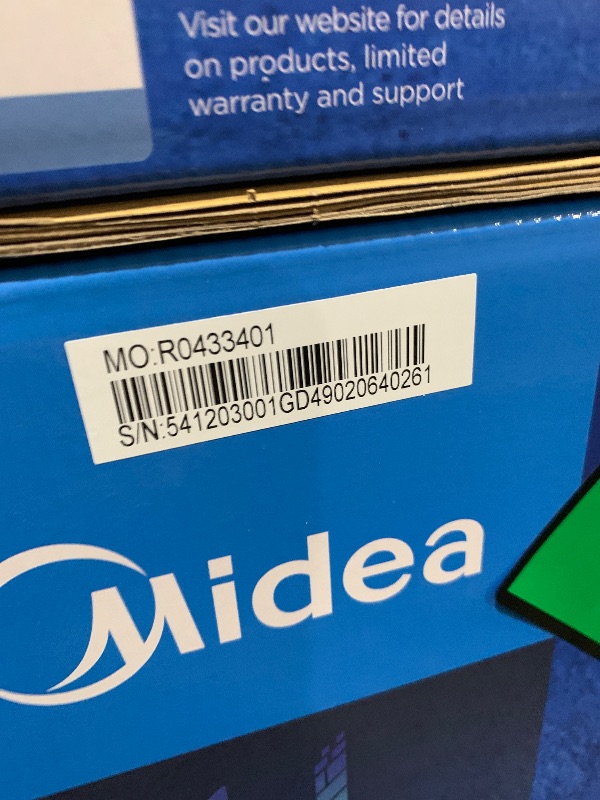 Visit our website for details
on products, limited
warranty and support
MO:R0433401
S/N:541203001GD49020640261
Midea